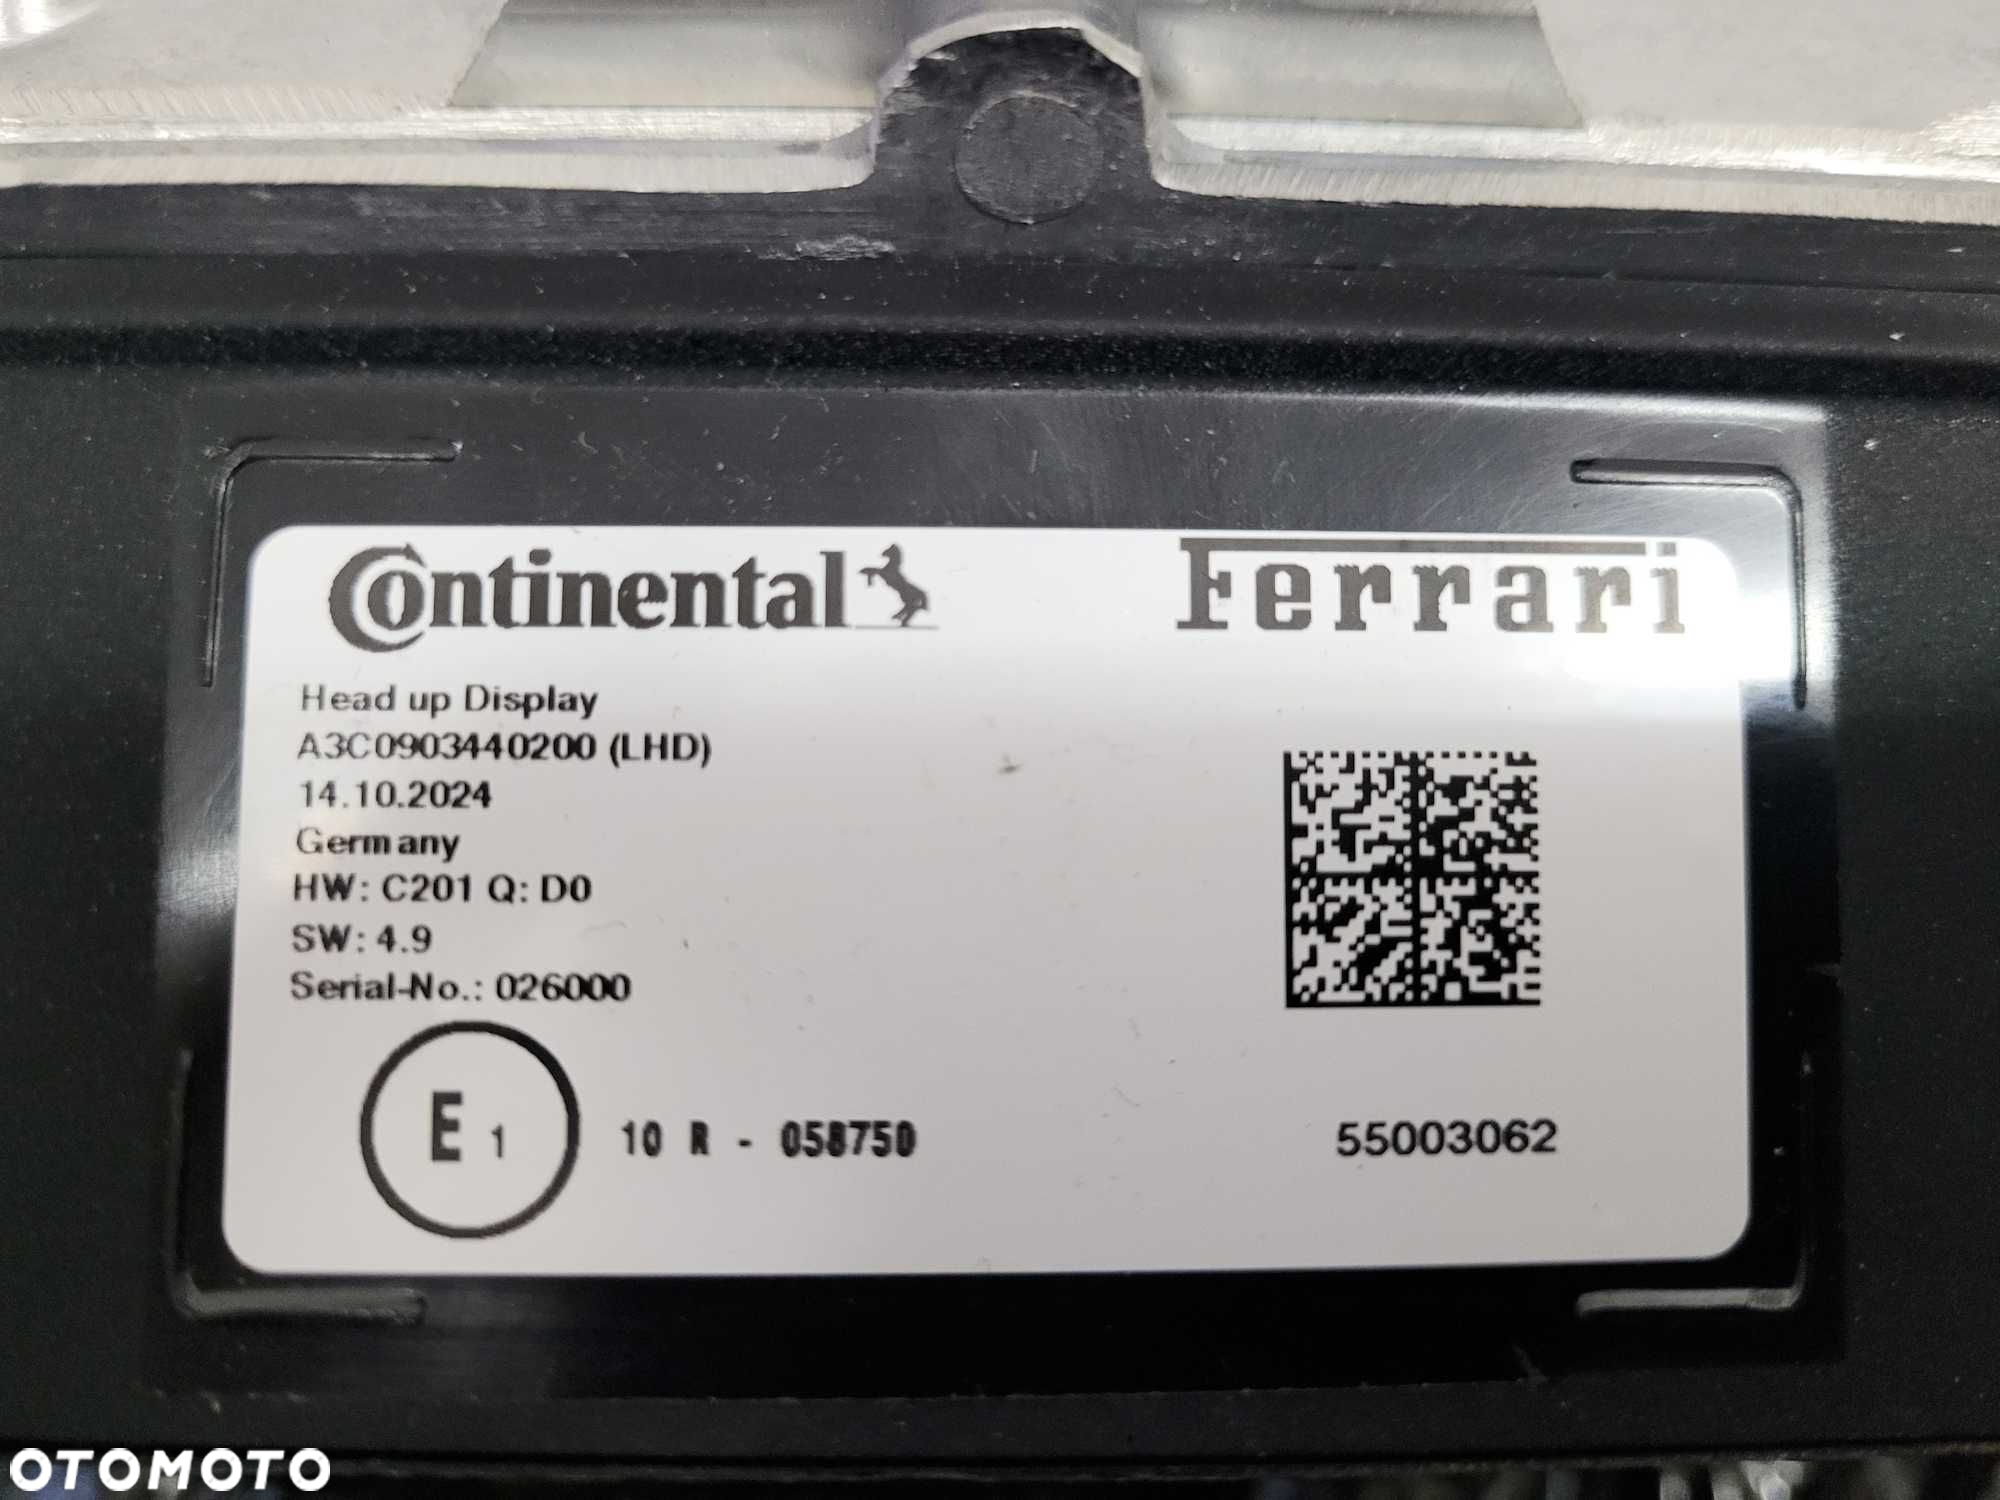 Continental
Ferrari
Head up Display
A3C0903440200 (LHD)
14.10.2024
Germany
HW: C201 Q: D0
SW: 4.9
Serial-No.: 026000
E 1
10 R - 058750
55003062
OTOMOTO